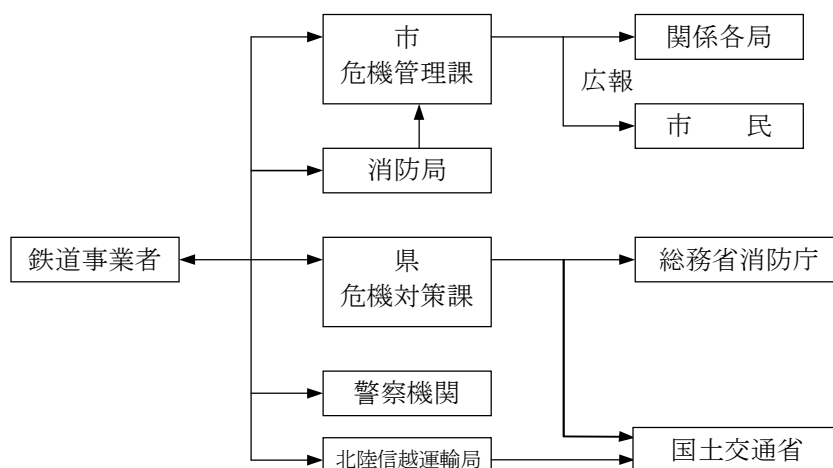 市
危機管理課
関係各局
広報
市　　民
消防局
鉄道事業者
県
危機対策課
総務省消防庁
警察機関
北陸信越運輸局
国土交通省